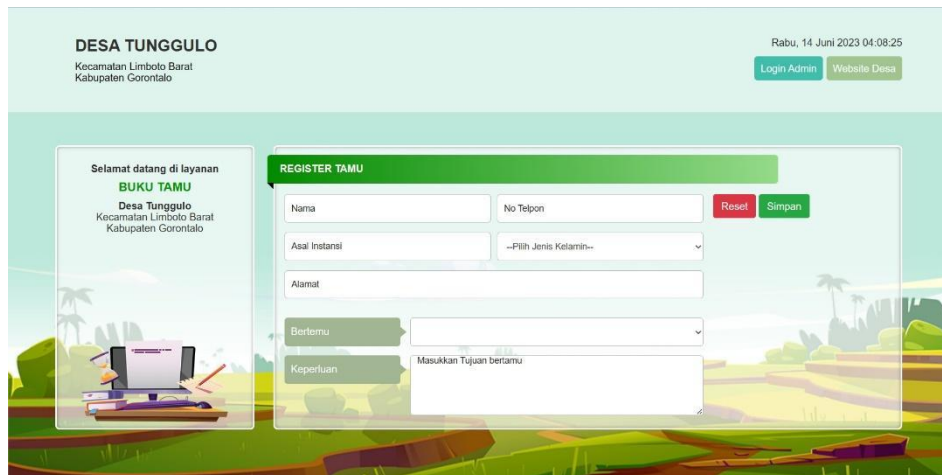 DESA TUNGGULO
Kecamatan Limboto Barat
Kabupaten Gorontalo
Rabu, 14 Juni 2023 04:08:25
Login Admin
Website Desa
Selamat datang di layanan
BUKU TAMU
Desa Tunggulo
Kecamatan Limboto Barat
Kabupaten Gorontalo
REGISTER TAMU
Nama
No Telpon
Reset
Simpan
Asal Instansi
--Pilih Jenis Kelamin--
Alamat
Bertemu
Keperluan
Masukkan Tujuan bertamu